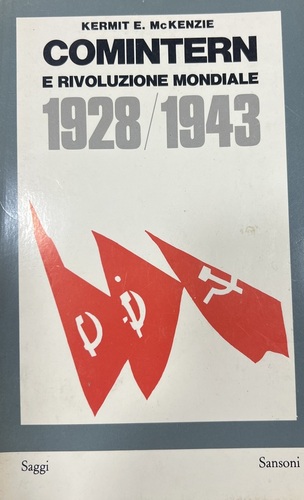 KERMIT E. McKENZIE
COMINTERN
E RIVOLUZIONE MONDIALE
1928/1943
Saggi
Sansoni